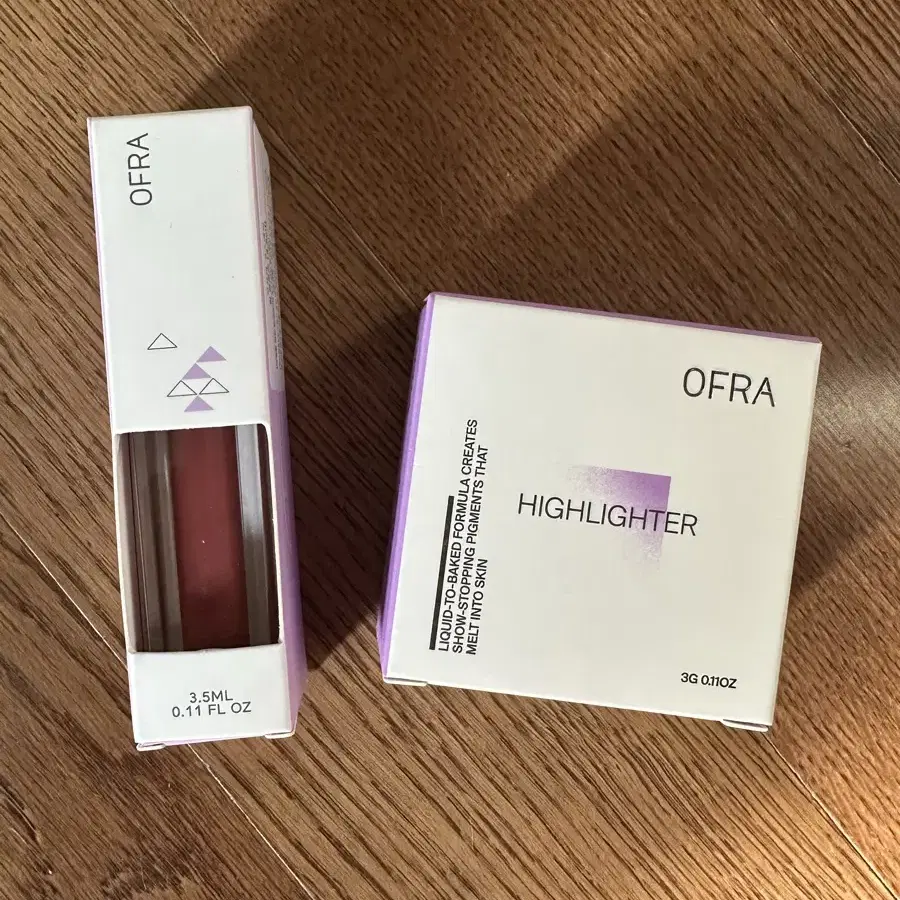 OFRA
3.5ML
0.11 FL OZ
OFRA
HIGHLIGHTER
LIQUID-TO-BAKED FORMULA CREATES
SHOW-STOPPING PIGMENTS THAT
MELT INTO SKIN
3G 0.11OZ